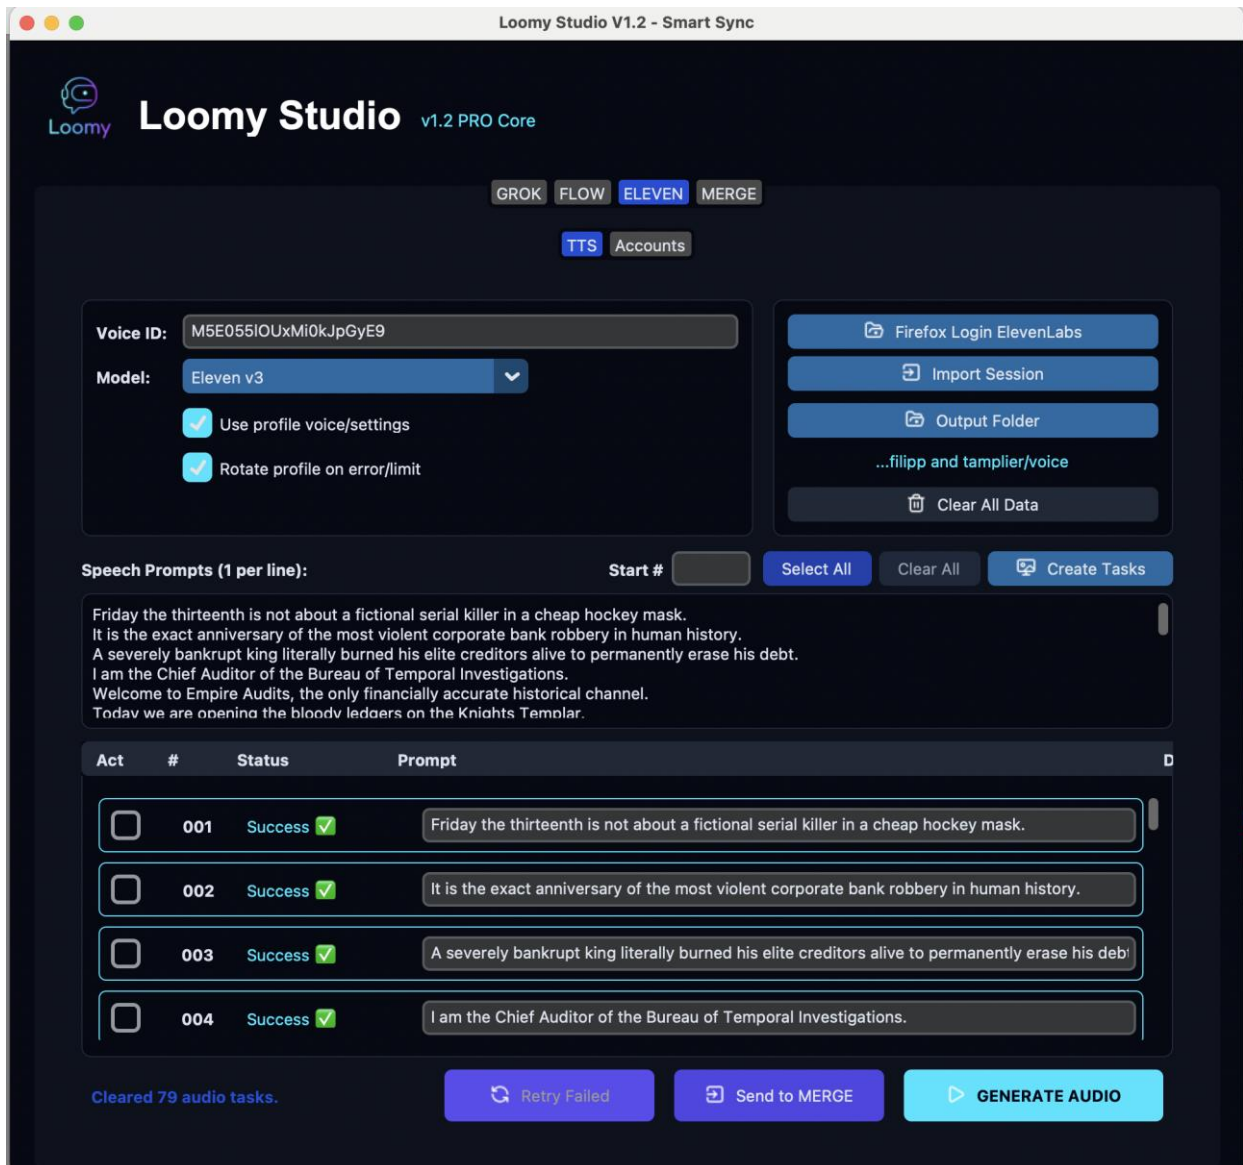 Loomy Studio V1.2 - Smart Sync
Loomy
Loomy Studio v1.2 PRO Core
GROK FLOW ELEVEN MERGE
TTS Accounts
Voice ID: M5E055lOUxMi0kJpGyE9
Model: Eleven v3
Use profile voice/settings
Rotate profile on error/limit
Firefox Login ElevenLabs
Import Session
Output Folder
...filipp and tamplier/voice
Clear All Data
Speech Prompts (1 per line): Start # Select All Clear All Create Tasks
Friday the thirteenth is not about a fictional serial killer in a cheap hockey mask.
It is the exact anniversary of the most violent corporate bank robbery in human history.
A severely bankrupt king literally burned his elite creditors alive to permanently erase his debt.
I am the Chief Auditor of the Bureau of Temporal Investigations.
Welcome to Empire Audits, the only financially accurate historical channel.
Today we are opening the bloody ledgers on the Knights Templar.
Act # Status Prompt D
001 Success Friday the thirteenth is not about a fictional serial killer in a cheap hockey mask.
002 Success It is the exact anniversary of the most violent corporate bank robbery in human history.
003 Success A severely bankrupt king literally burned his elite creditors alive to permanently erase his debt
004 Success I am the Chief Auditor of the Bureau of Temporal Investigations.
Cleared 79 audio tasks. Retry Failed Send to MERGE GENERATE AUDIO